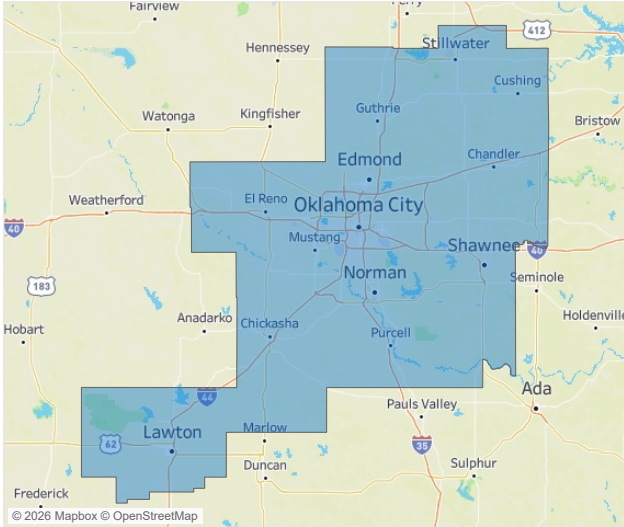 Fairview
Perry
412
Stillwater
Hennessey
Cushing
Guthrie
Watonga
Kingfisher
Bristow
Edmond
Chandler
Weatherford
El Reno
Oklahoma City
40
Mustang
Shawnee
40
Norman
Seminole
183
Anadarko
Chickasha
Holdenville
Hobart
Purcell
Ada
44
Pauls Valley
Lawton
Marlow
62
35
Duncan
Sulphur
Frederick
© 2026 Mapbox © OpenStreetMap